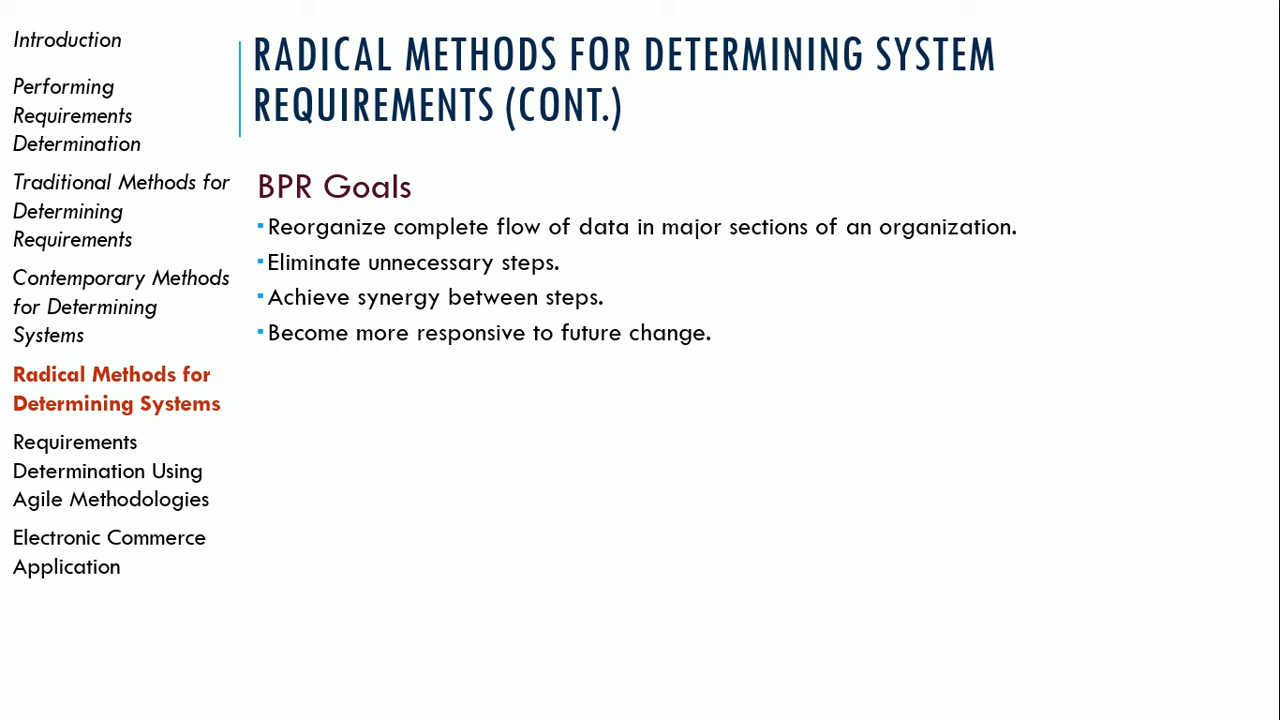 Introduction
Performing
Requirements
Determination
Traditional Methods for
Determining
Requirements
Contemporary Methods
for Determining
Systems
Radical Methods for
Determining Systems
Requirements
Determination Using
Agile Methodologies
Electronic Commerce
Application
RADICAL METHODS FOR DETERMINING SYSTEM
REQUIREMENTS (CONT.)
BPR Goals
▪Reorganize complete flow of data in major sections of an organization.
▪Eliminate unnecessary steps.
▪Achieve synergy between steps.
▪Become more responsive to future change.